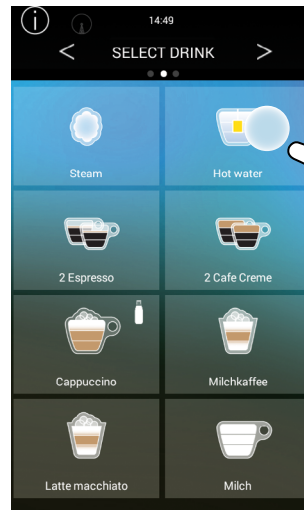 i i 14:49
< SELECT DRINK >
Steam Hot water
2 Espresso 2 Cafe Creme
Cappuccino Milchkaffee
Latte macchiato Milch